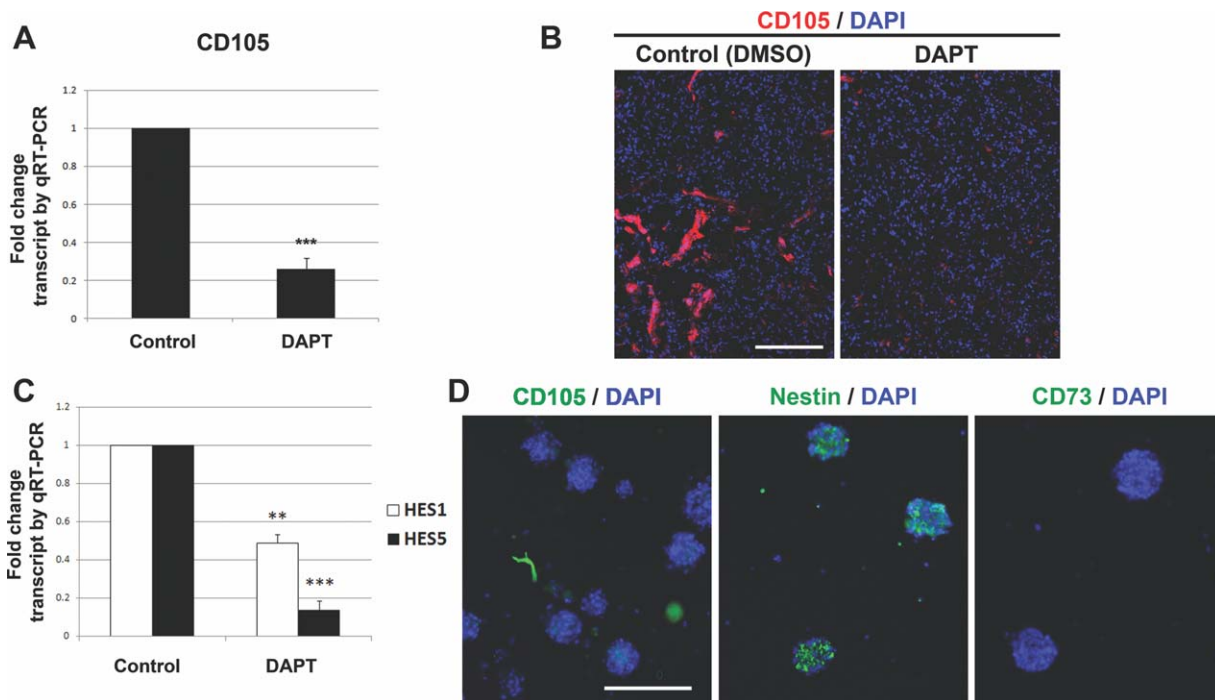 A
CD105
Fold change
transcript by qRT-PCR
1.2
1
0.8
0.6
0.4
0.2
0
***
Control
DAPT
B
CD105 / DAPI
Control (DMSO)
DAPT
C
Fold change
transcript by qRT-PCR
1.2
1
0.8
0.6
0.4
0.2
0
**
***
HES1
HES5
Control
DAPT
D
CD105 / DAPI
Nestin / DAPI
CD73 / DAPI